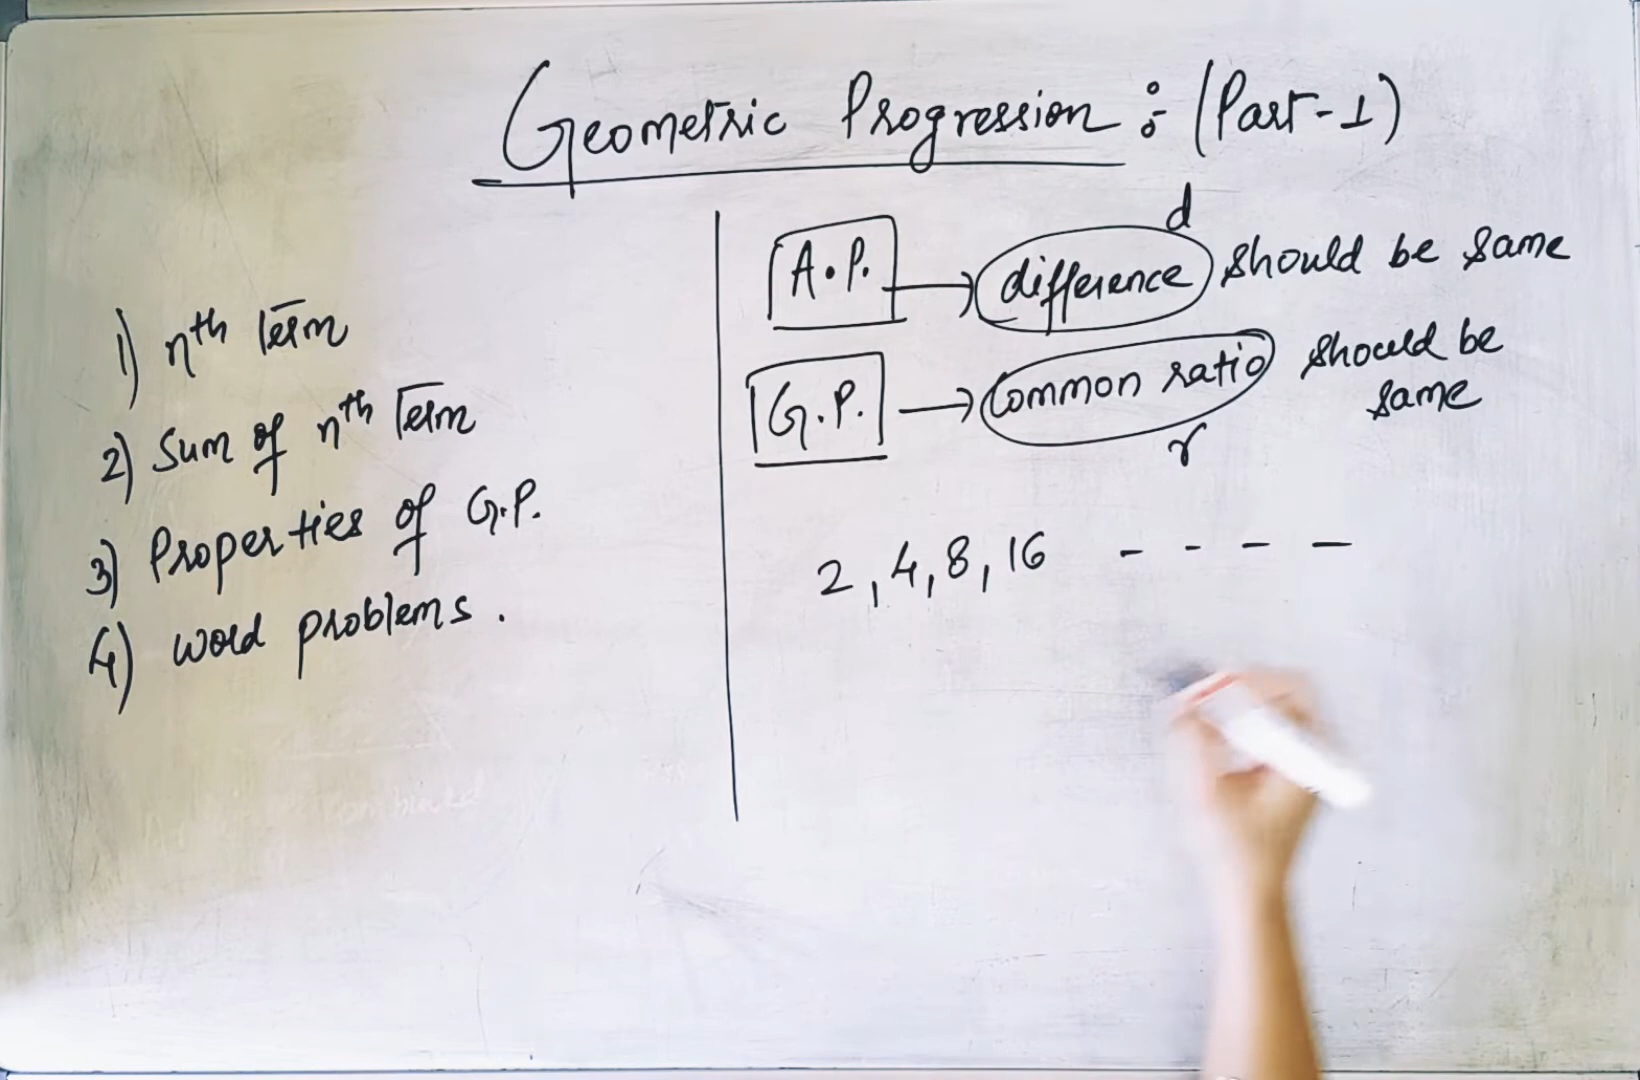 Geometric Progression : (Part-1)
1) nth Term
2) Sum of nth Term
3) Properties of G.P.
4) word problems.
d
A.P. → difference should be same
G.P. → Common ratio should be
same
r
2, 4, 8, 16 - - - -